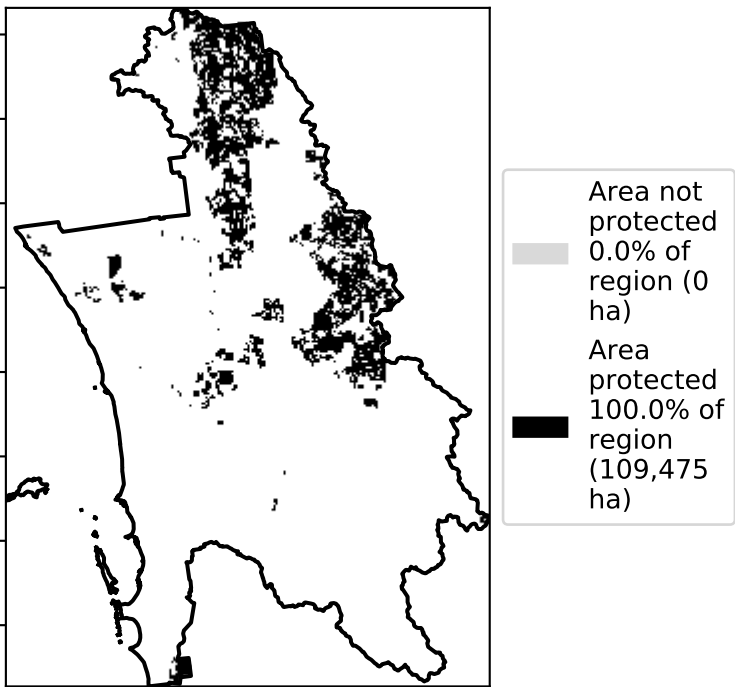 Area not
protected
0.0% of
region (0
ha)
Area
protected
100.0% of
region
(109,475
ha)